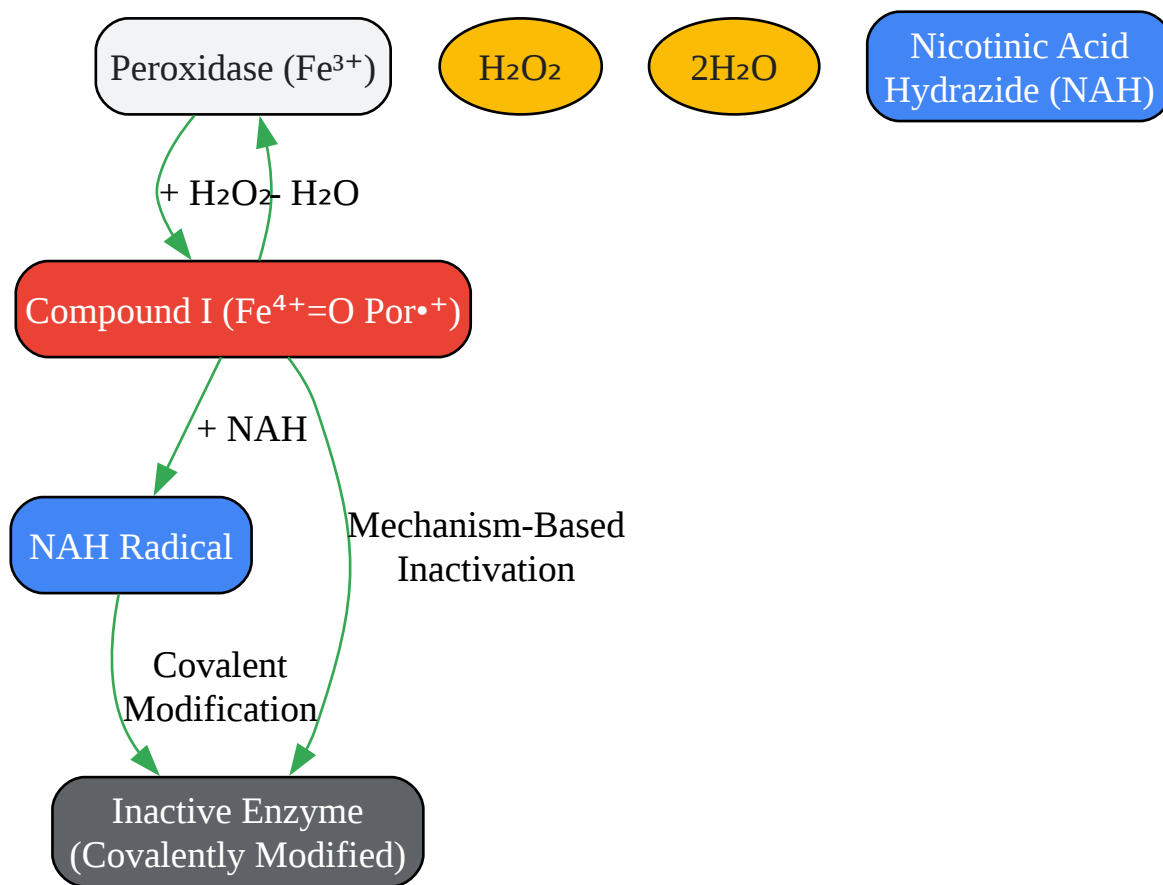 Peroxidase (Fe³⁺)
H₂O₂
2H₂O
Nicotinic Acid
Hydrazide (NAH)
+ H₂O₂
- H₂O
Compound I (Fe⁴⁺=O Por•⁺)
+ NAH
NAH Radical
Mechanism-Based
Inactivation
Covalent
Modification
Inactive Enzyme
(Covalently Modified)